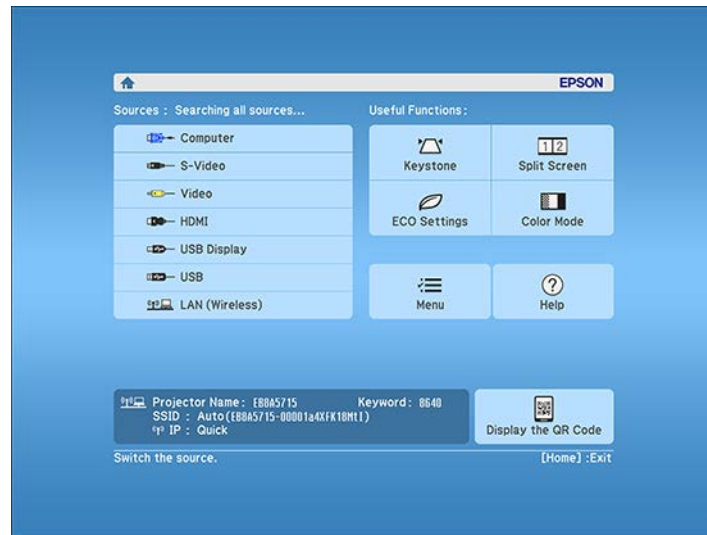 EPSON
Sources : Searching all sources...
Useful Functions :
Computer
S-Video
Video
HDMI
USB Display
USB
LAN (Wireless)
Keystone
1 2
Split Screen
ECO Settings
Color Mode
Menu
?
Help
Projector Name : EB8A5715 Keyword : 8640
SSID : Auto(EB8A5715-00001a4XFK18MtI)
IP : Quick
Display the QR Code
Switch the source.
[Home] :Exit